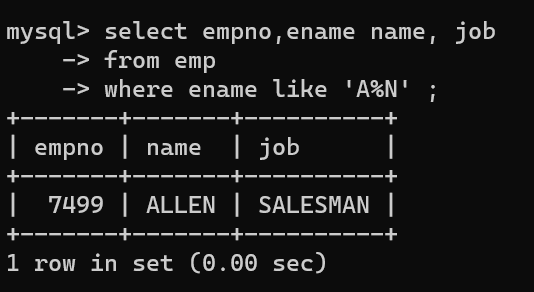 mysql> select empno,ename name, job
    -> from emp
    -> where ename like 'A%N' ;
+-------+-------+----------+
| empno | name  | job      |
+-------+-------+----------+
|  7499 | ALLEN | SALESMAN |
+-------+-------+----------+
1 row in set (0.00 sec)